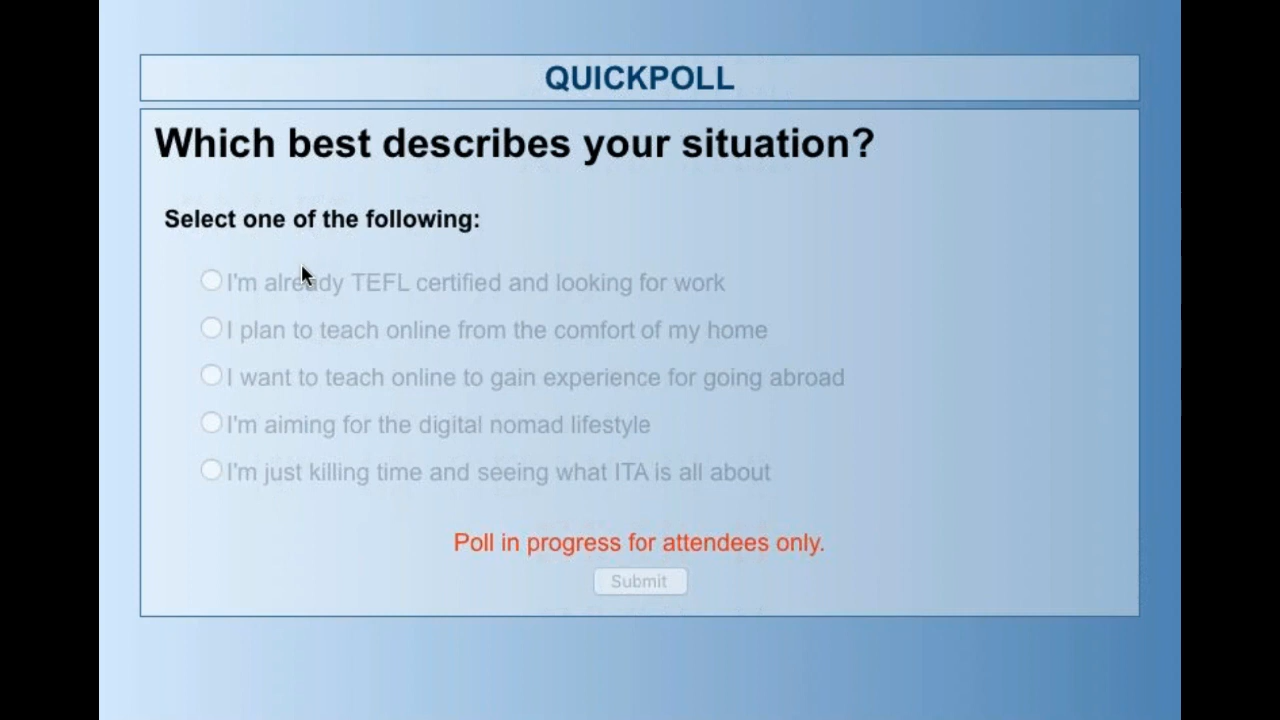 QUICKPOLL
Which best describes your situation?
Select one of the following:
I'm already TEFL certified and looking for work
I plan to teach online from the comfort of my home
I want to teach online to gain experience for going abroad
I'm aiming for the digital nomad lifestyle
I'm just killing time and seeing what ITA is all about
Poll in progress for attendees only.
Submit